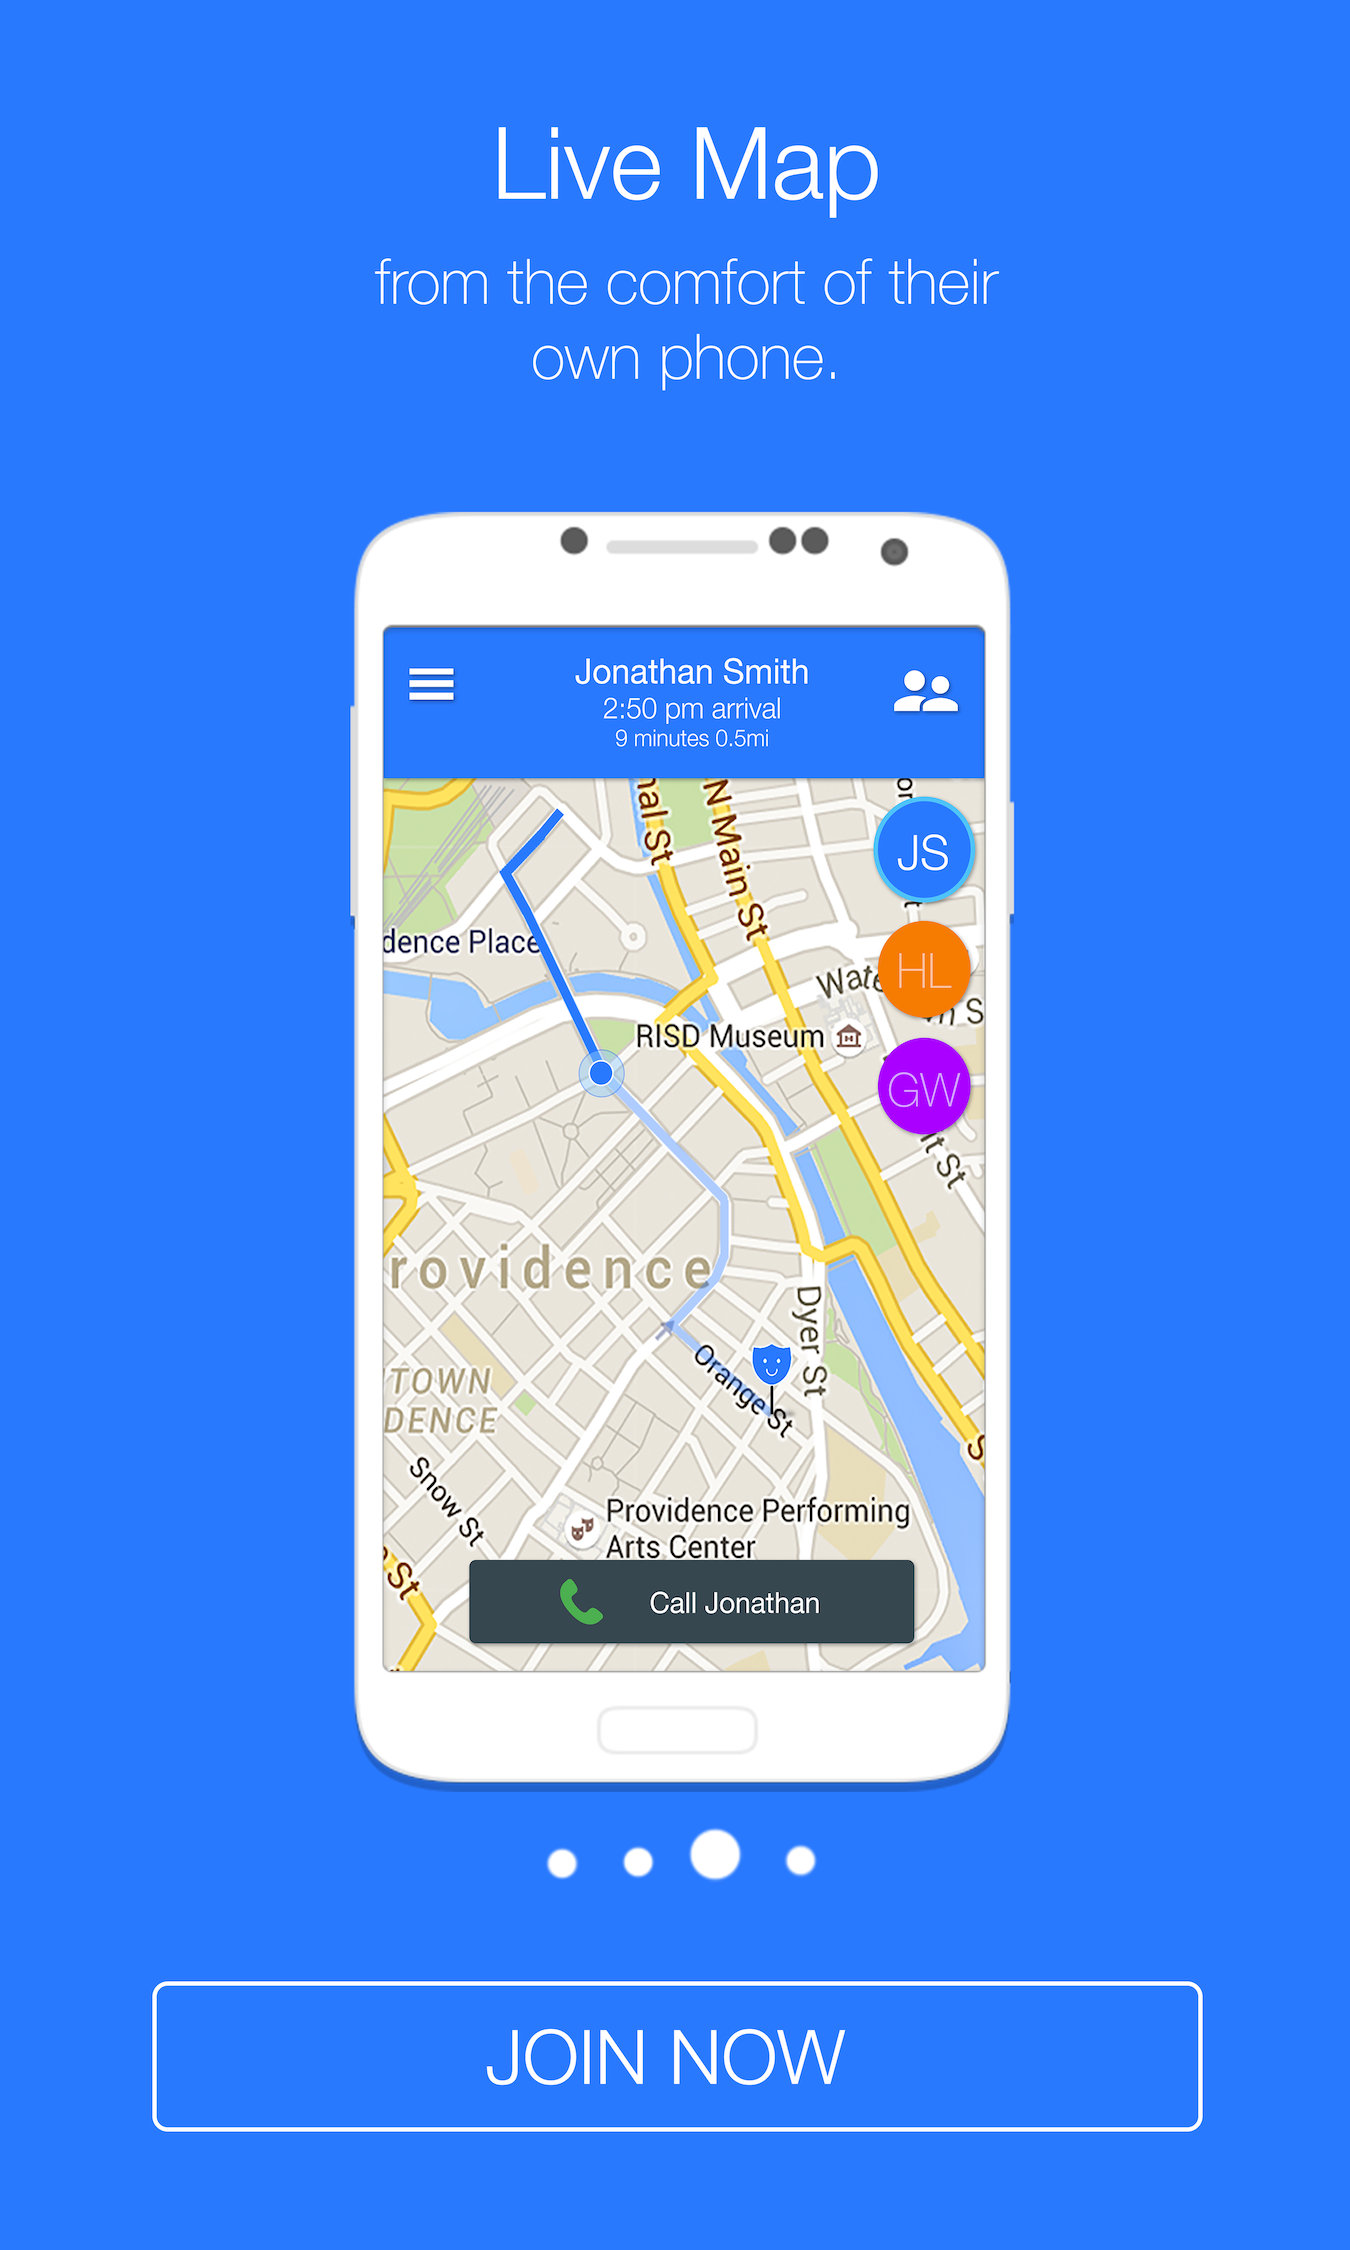 Live Map
from the comfort of their
own phone.
Jonathan Smith
2:50 pm arrival
9 minutes 0.5mi
nal St
N Main St
JS
dence Place
HL
RISD Museum
GW
rovidence
Dyer St
TOWN
DENCE
Orange St
Snow St
Providence Performing
Arts Center
Call Jonathan
JOIN NOW